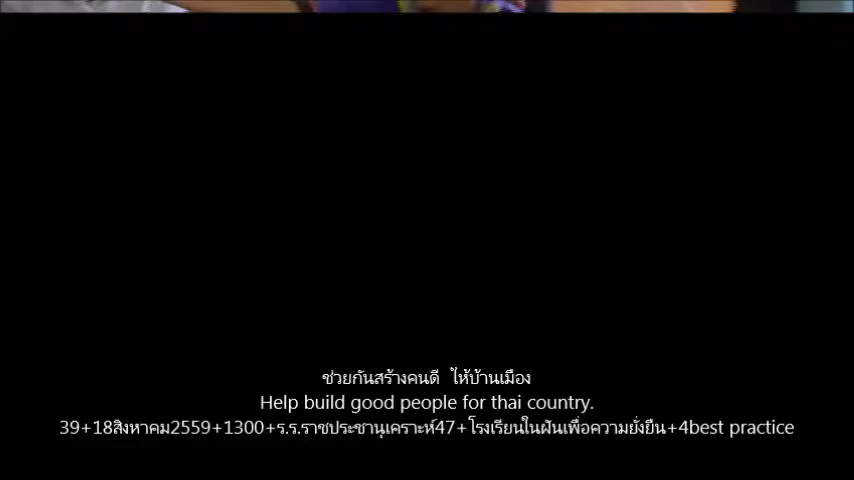 ช่วยกันสร้างคนดี ให้บ้านเมือง
Help build good people for thai country.
39+18สิงหาคม2559+1300+ร.ร.ราชประชานุเคราะห์47+โรงเรียนในฝันเพื่อความยั่งยืน+4best practice